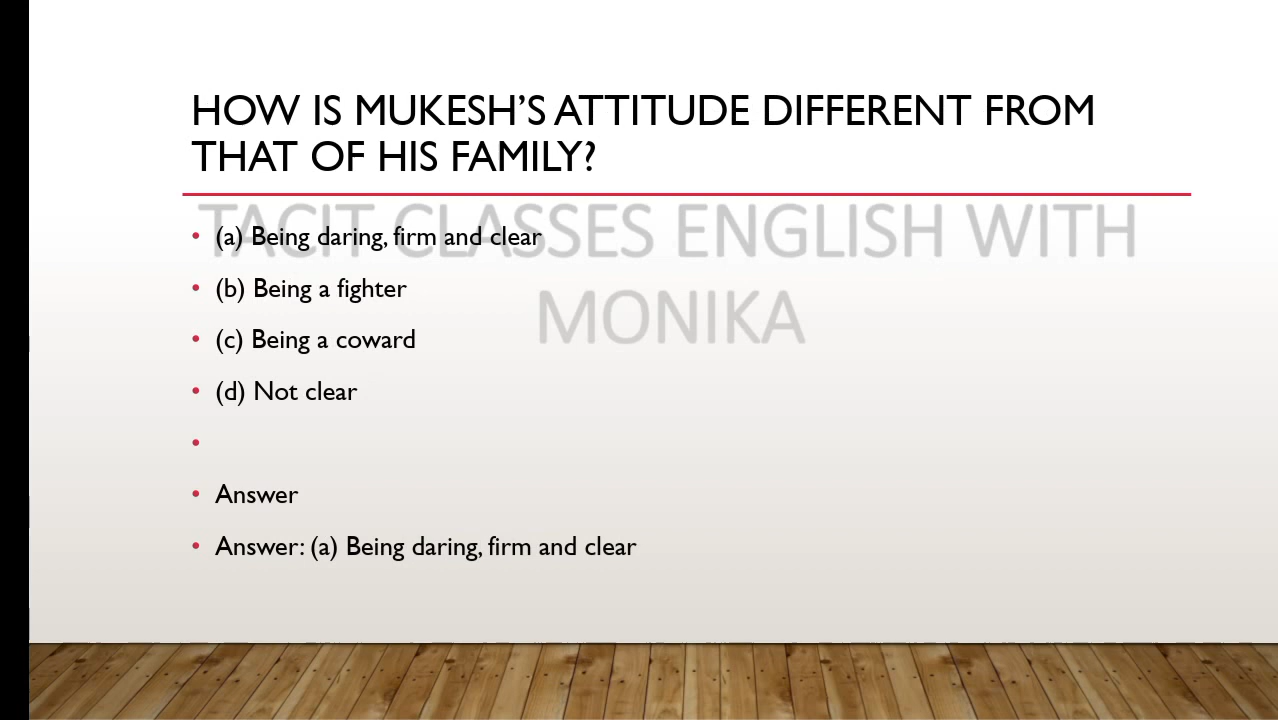 HOW IS MUKESH'S ATTITUDE DIFFERENT FROM
THAT OF HIS FAMILY?
TACIT CLASSES ENGLISH WITH
MONIKA
• (a) Being daring, firm and clear
• (b) Being a fighter
• (c) Being a coward
• (d) Not clear
•
• Answer
• Answer: (a) Being daring, firm and clear